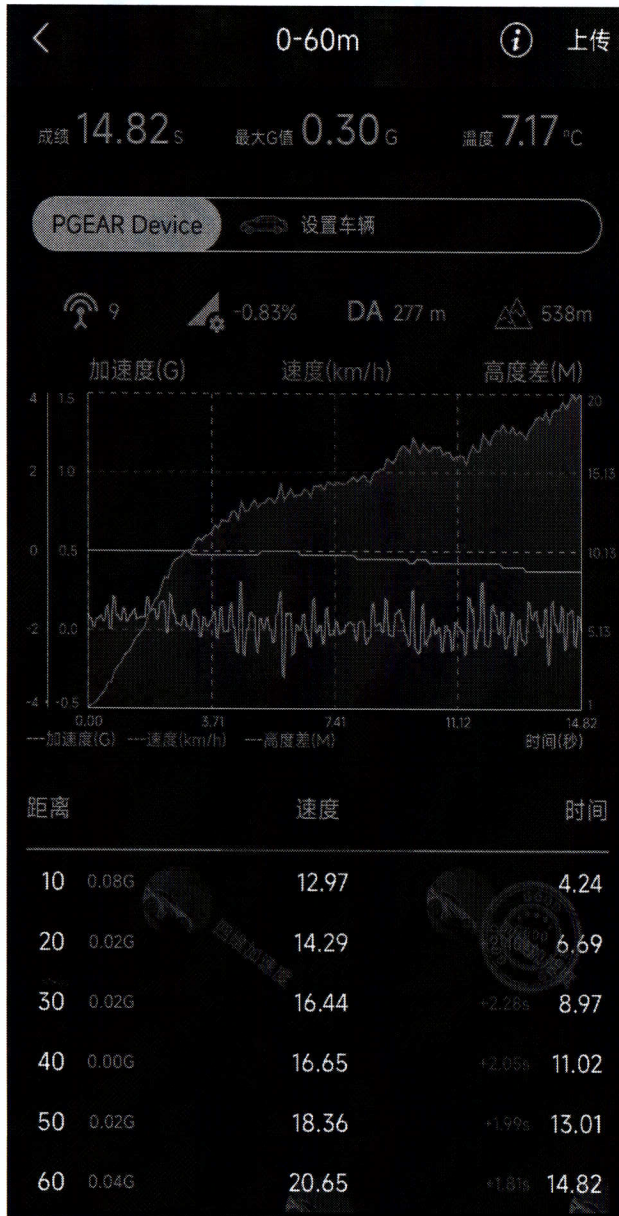 0-60m 上传
成绩 14.82 s 最大G值 0.30 G 温度 7.17 °C
PGEAR Device 设置车辆
9 -0.83% DA 277 m 538m
加速度(G) 速度(km/h) 高度差(M)
4 1.5 20
2 1.0 15.13
0 0.5 10.13
-2 0.0 5.13
-4 -0.5 1
0.00 3.71 7.41 11.12 14.82
---加速度(G) ---速度(km/h) ---高度差(M) 时间(秒)
距离 速度 时间
10 0.08G 12.97 4.24
20 0.02G 14.29 6.69
30 0.02G 16.44 +2.28s 8.97
40 0.00G 16.65 +2.05s 11.02
50 0.02G 18.36 +1.99s 13.01
60 0.04G 20.65 +1.81s 14.82